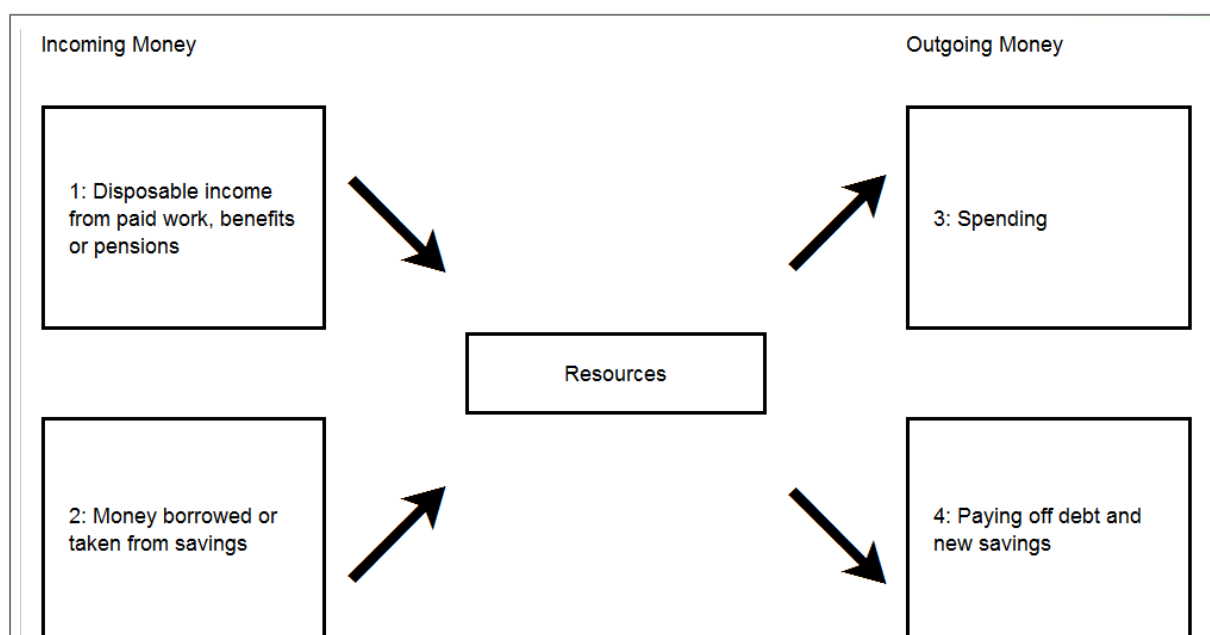 Incoming Money
Outgoing Money
1: Disposable income
from paid work, benefits
or pensions
3: Spending
Resources
2: Money borrowed or
taken from savings
4: Paying off debt and
new savings